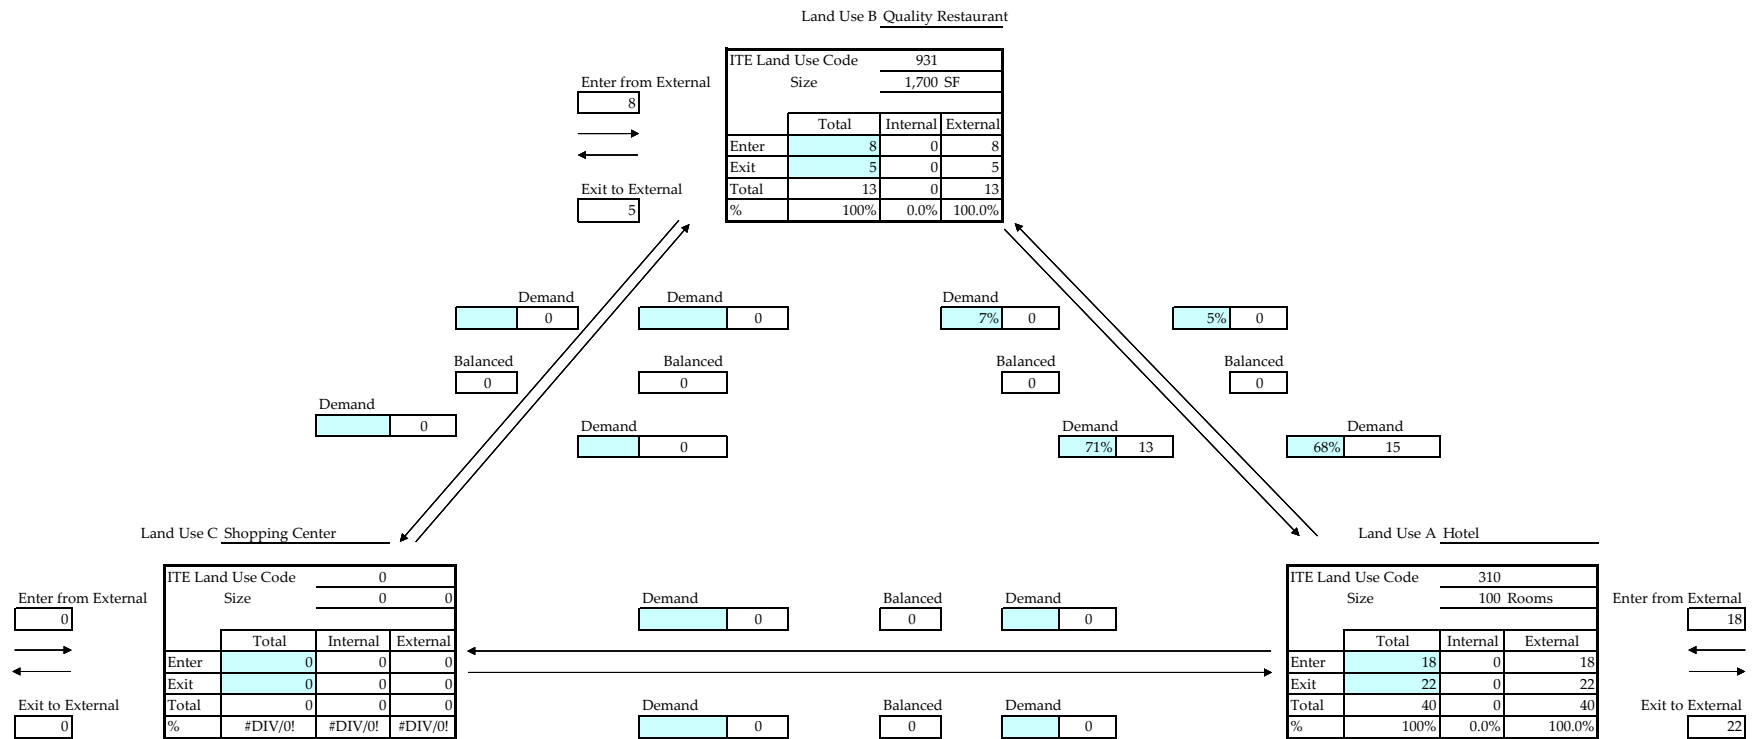 Land Use B Quality Restaurant
ITE Land Use Code 931
Enter from External Size 1,700 SF
8
Total Internal External
Enter 8 0 8
Exit 5 0 5
Exit to External Total 13 0 13
5 % 100% 0.0% 100.0%
Demand Demand Demand
0 0 7% 0 5% 0
Balanced Balanced Balanced Balanced
0 0 0 0
Demand
0 Demand Demand Demand
0 71% 13 68% 15
Land Use C Shopping Center Land Use A Hotel
ITE Land Use Code 0 ITE Land Use Code 310
Enter from External Size 0 0 Demand Balanced Demand Size 100 Rooms Enter from External
0 0 0 0 18
Total Internal External Total Internal External
Enter 0 0 0 Enter 18 0 18
Exit 0 0 0 Exit 22 0 22
Exit to External Total 0 0 0 Demand Balanced Demand Total 40 0 40 Exit to External
0 % #DIV/0! #DIV/0! #DIV/0! 0 0 0 % 100% 0.0% 100.0% 22